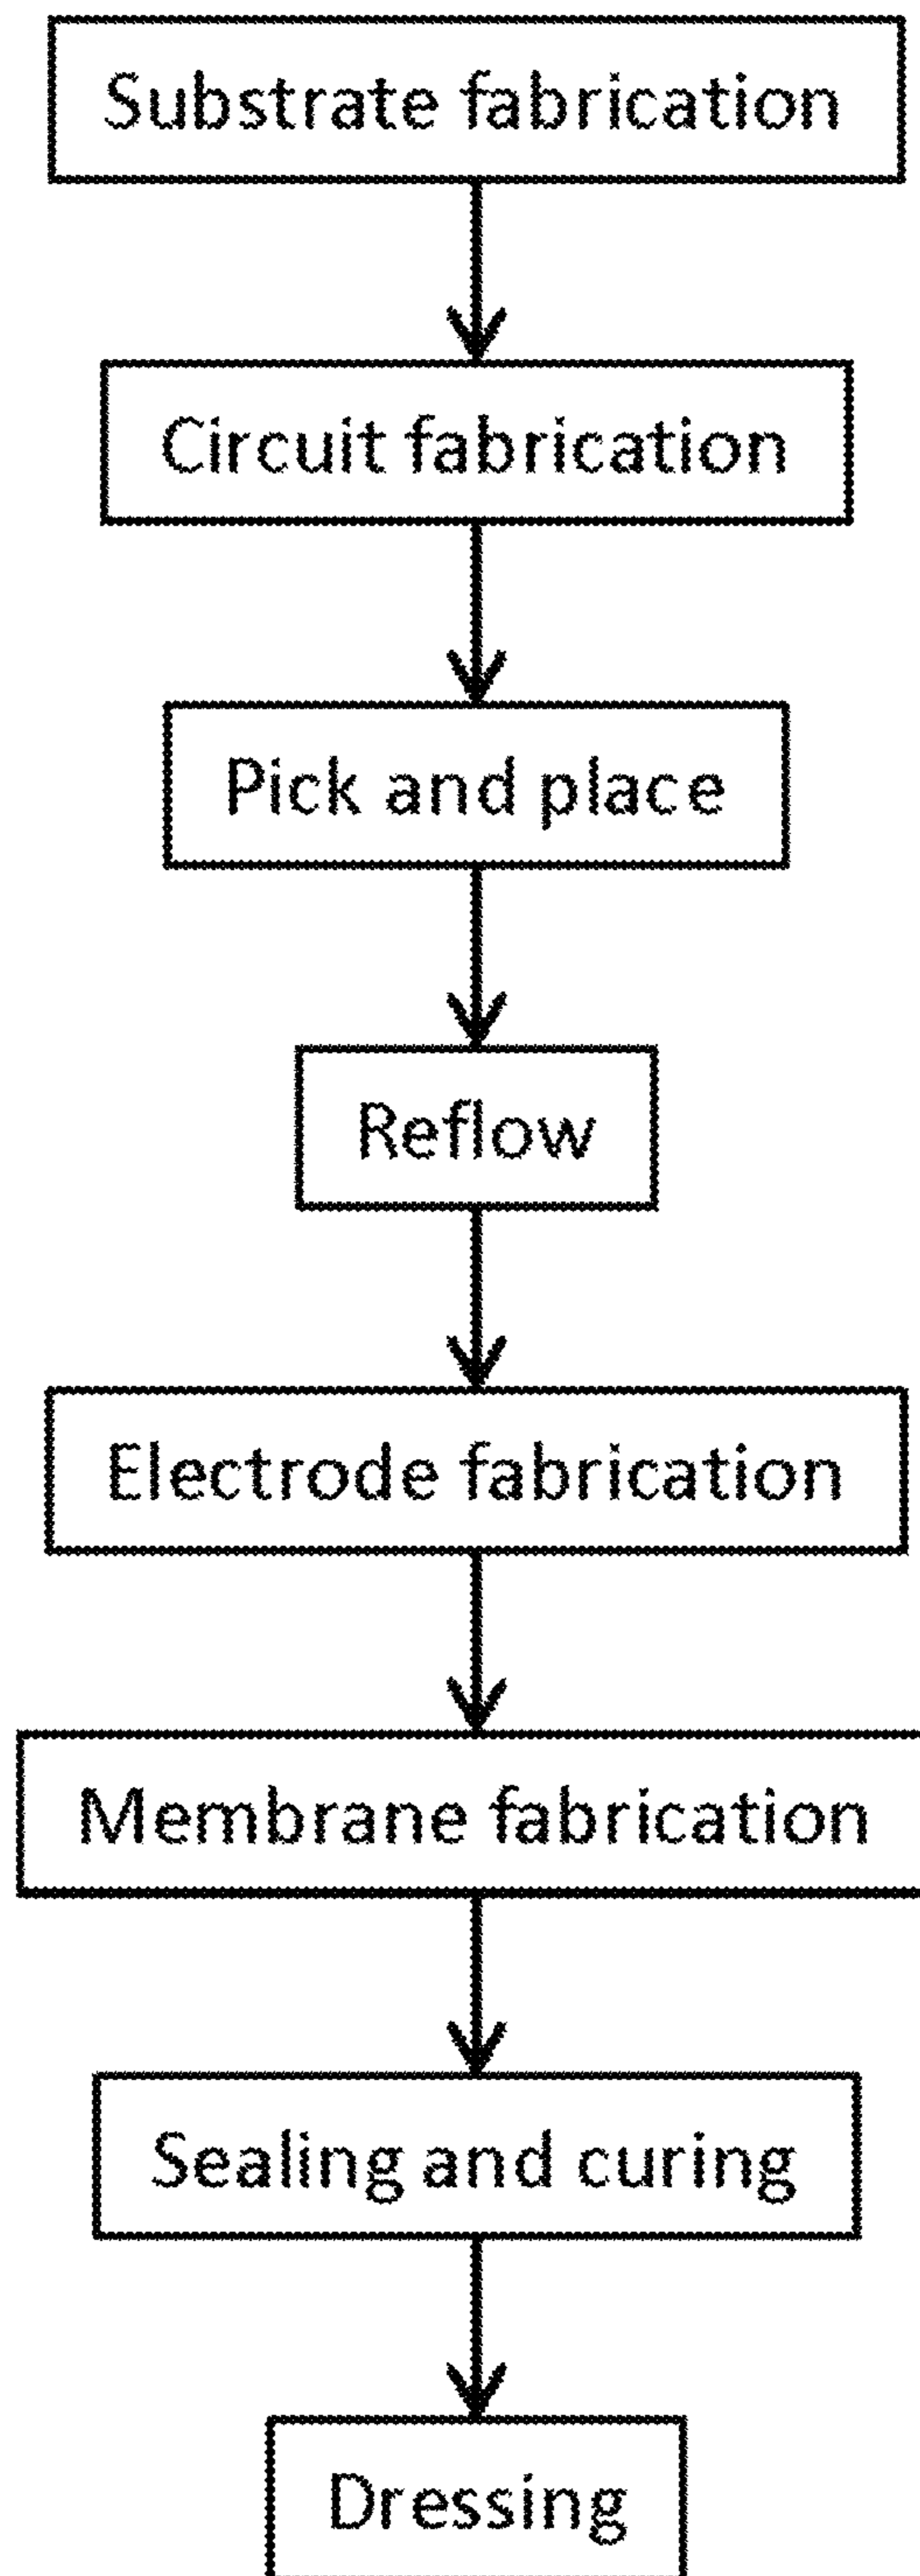 Substrate fabrication
Circuit fabrication
Pick and place
Reflow
Electrode fabrication
Membrane fabrication
Sealing and curing
Dressing